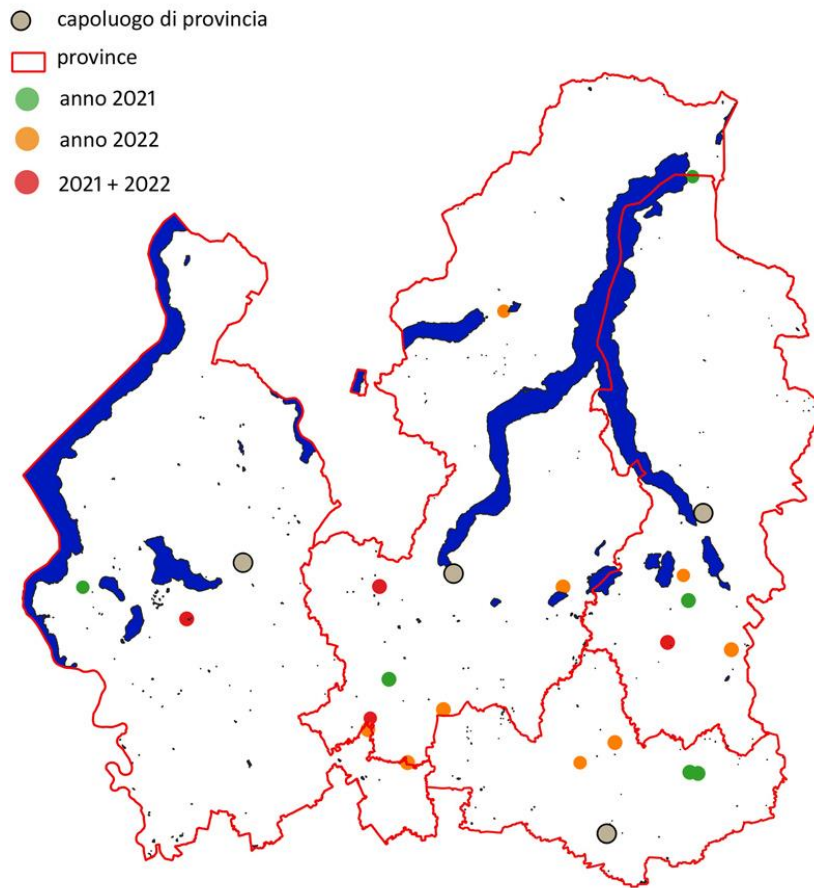 capoluogo di provincia
province
anno 2021
anno 2022
2021 + 2022